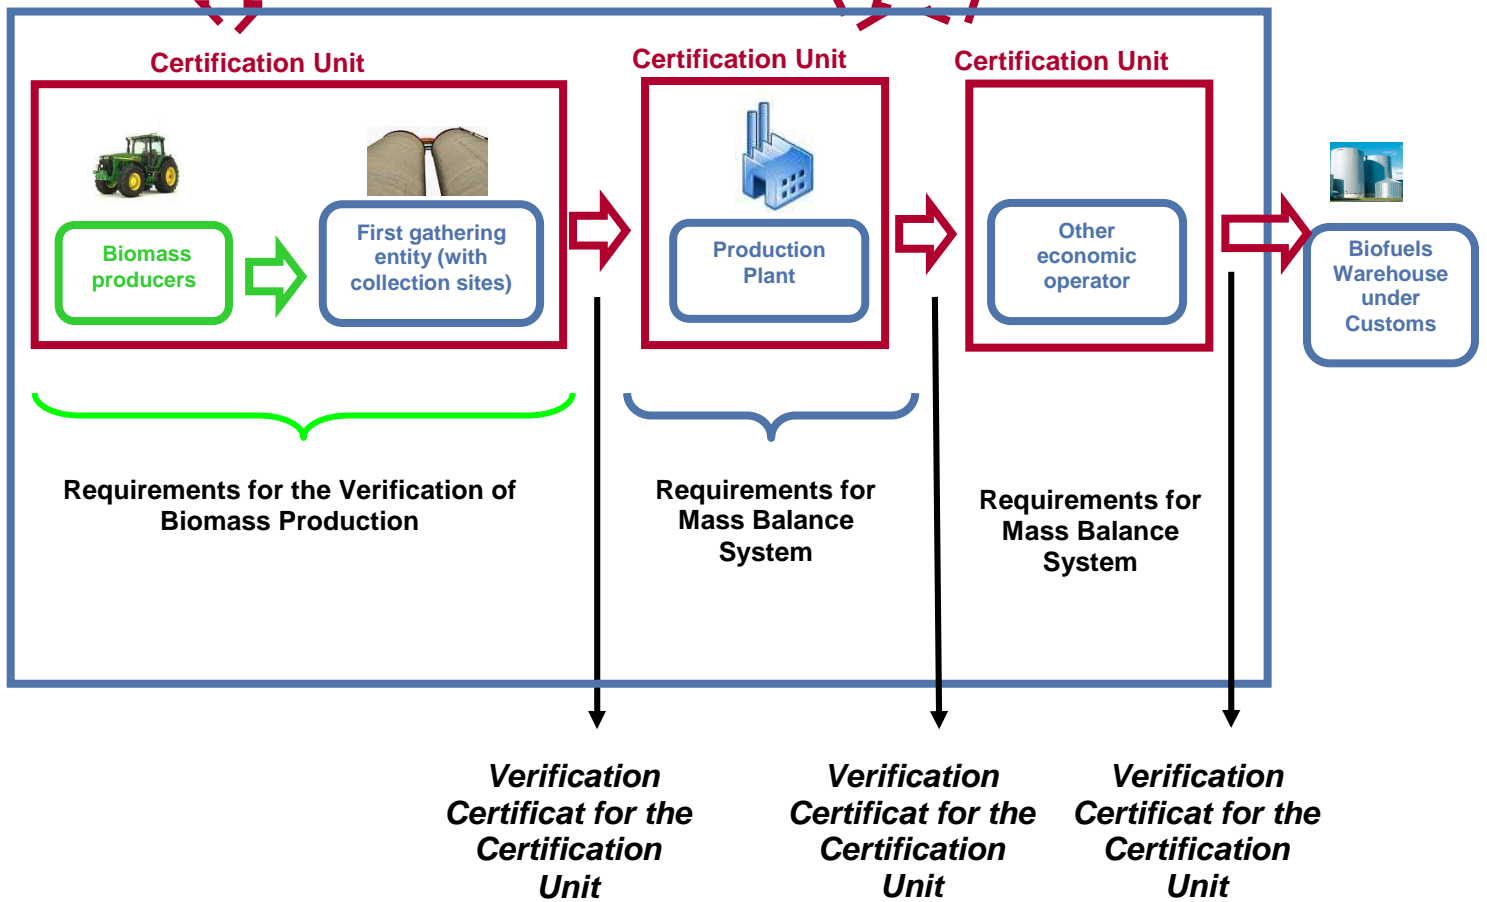 Certification Unit
Certification Unit
Certification Unit
Biomass
producers
First gathering
entity (with
collection sites)
Production
Plant
Other
economic
operator
Biofuels
Warehouse
under
Customs
Requirements for the Verification of
Biomass Production
Requirements for
Mass Balance
System
Requirements for
Mass Balance
System
Verification
Certificat for the
Certification
Unit
Verification
Certificat for the
Certification
Unit
Verification
Certificat for the
Certification
Unit